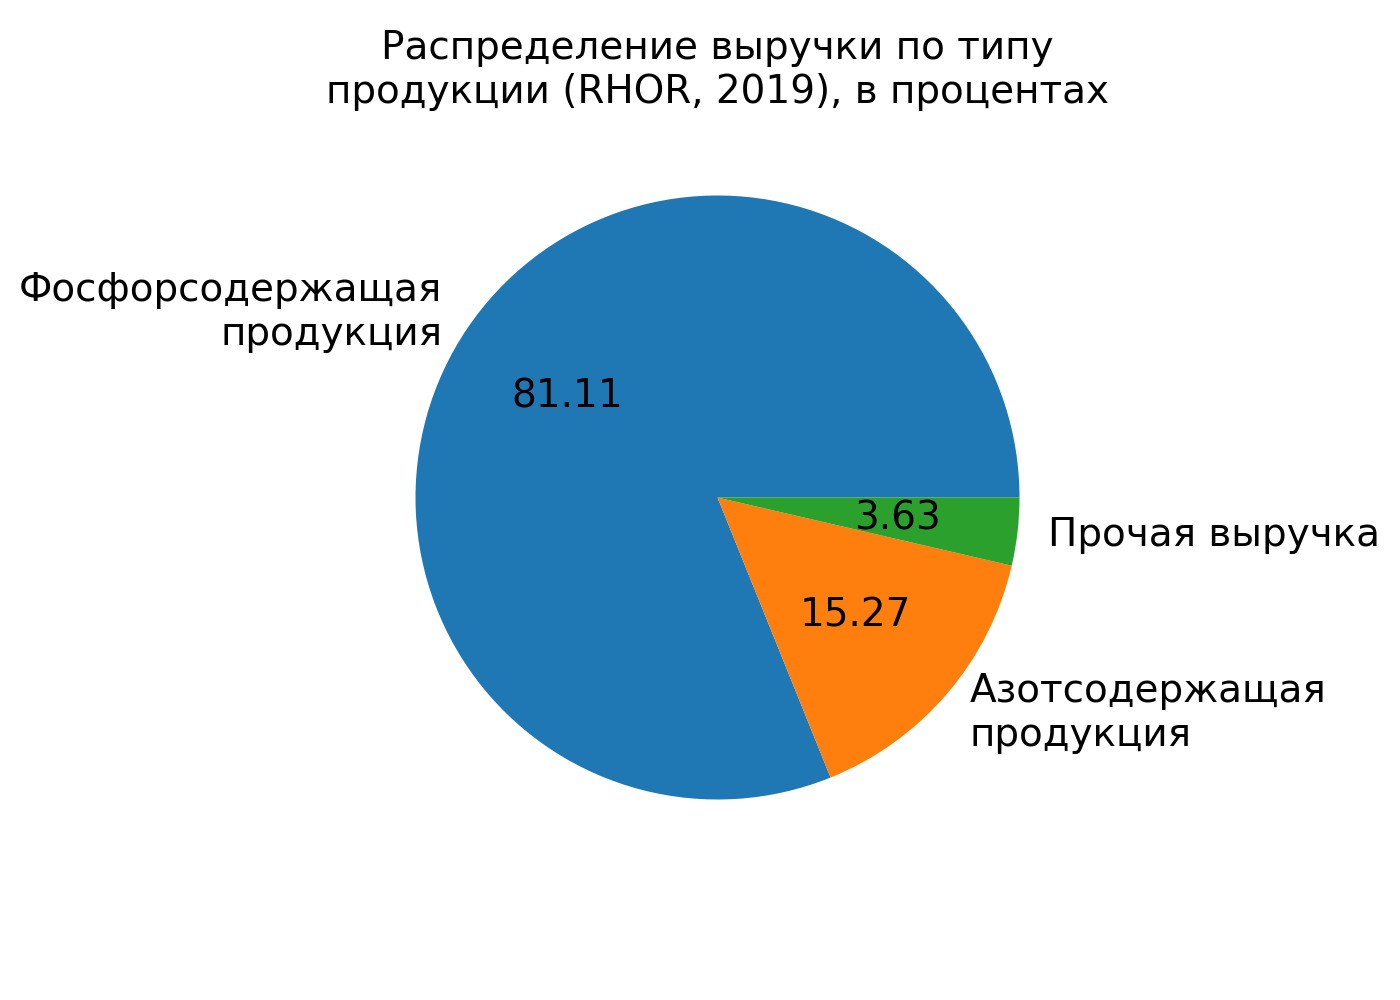 Распределение выручки по типу
продукции (RHOR, 2019), в процентах
Фосфорсодержащая
продукция
81.11
3.63
Прочая выручка
15.27
Азотсодержащая
продукция